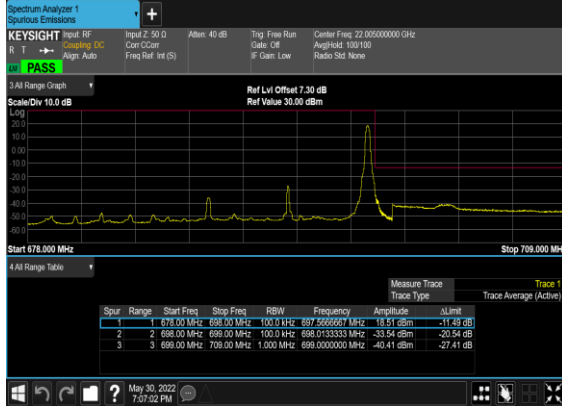 Spectrum Analyzer 1
Spurious Emissions
KEYSIGHT Input: RF Input Z: 50 Ω Atten: 40 dB Trig: Free Run Center Freq: 22.005000000 GHz
R T Coupling: DC Corr CCorr Gate: Off Avg|Hold: 100/100
Align: Auto Freq Ref: Int (S) IF Gain: Low Radio Std: None
PASS
3 All Range Graph
Ref Lvl Offset 7.30 dB
Scale/Div 10.0 dB Ref Value 30.00 dBm
Log
20.0
10.0
0.00
-10.0
-20.0
-30.0
-40.0
-50.0
-60.0
Start 678.000 MHz Stop 709.000 MH
4 All Range Table
Measure Trace Trace 1
Trace Type Trace Average (Active)
Spur Range Start Freq Stop Freq RBW Frequency Amplitude ΔLimit
1 1 678.00 MHz 698.00 MHz 100.0 kHz 697.5666667 MHz 18.51 dBm -11.49 dB
2 2 698.00 MHz 699.00 MHz 100.0 kHz 698.0133333 MHz -33.54 dBm -20.54 dB
3 3 699.00 MHz 709.00 MHz 1.000 MHz 699.0000000 MHz -40.41 dBm -27.41 dB
May 30, 2022
7:07:02 PM